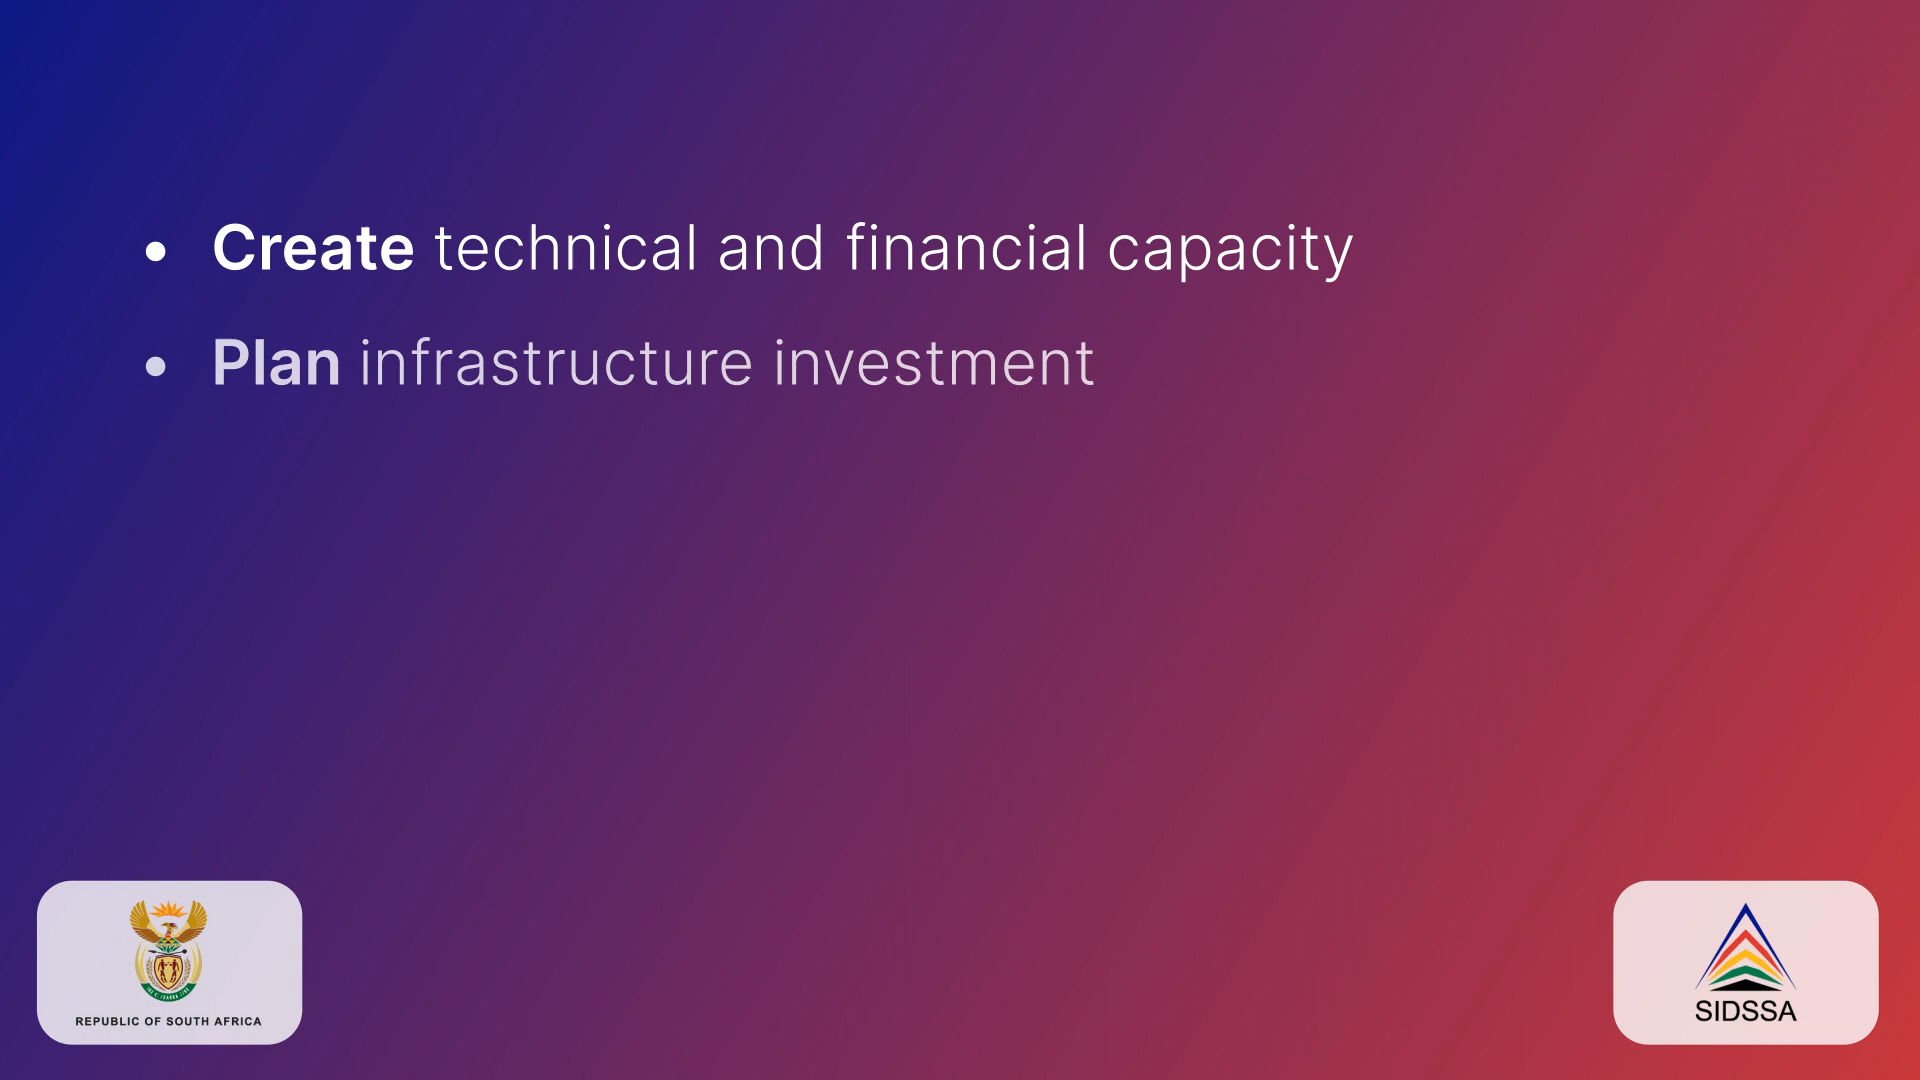 • Create technical and financial capacity
• Plan infrastructure investment
REPUBLIC OF SOUTH AFRICA
SIDSSA